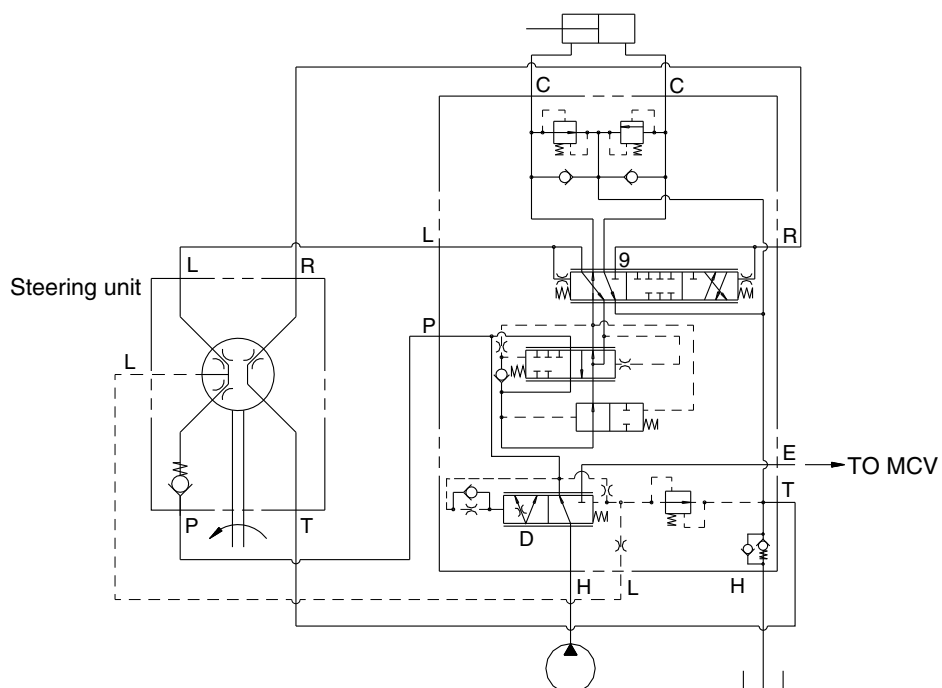 C C
L R
9
L R
Steering unit
P
L
E TO MCV
T
P T
D
H L H